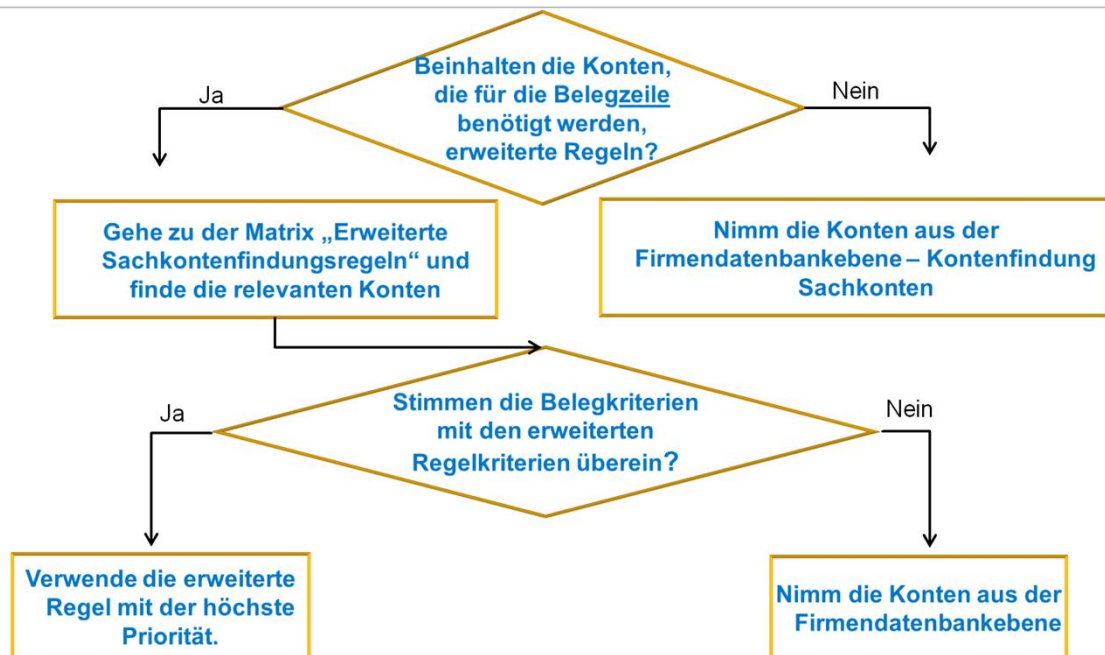 Beinhalten die Konten,
die für die Belegzeile
benötigt werden,
erweiterte Regeln?
Ja
Nein
Gehe zu der Matrix „Erweiterte
Sachkontenfindungsregeln“ und
finde die relevanten Konten
Nimm die Konten aus der
Firmendatenbankebene – Kontenfindung
Sachkonten
Stimmen die Belegkriterien
mit den erweiterten
Regelkriterien überein?
Ja
Nein
Verwende die erweiterte
Regel mit der höchste
Priorität.
Nimm die Konten aus der
Firmendatenbankebene